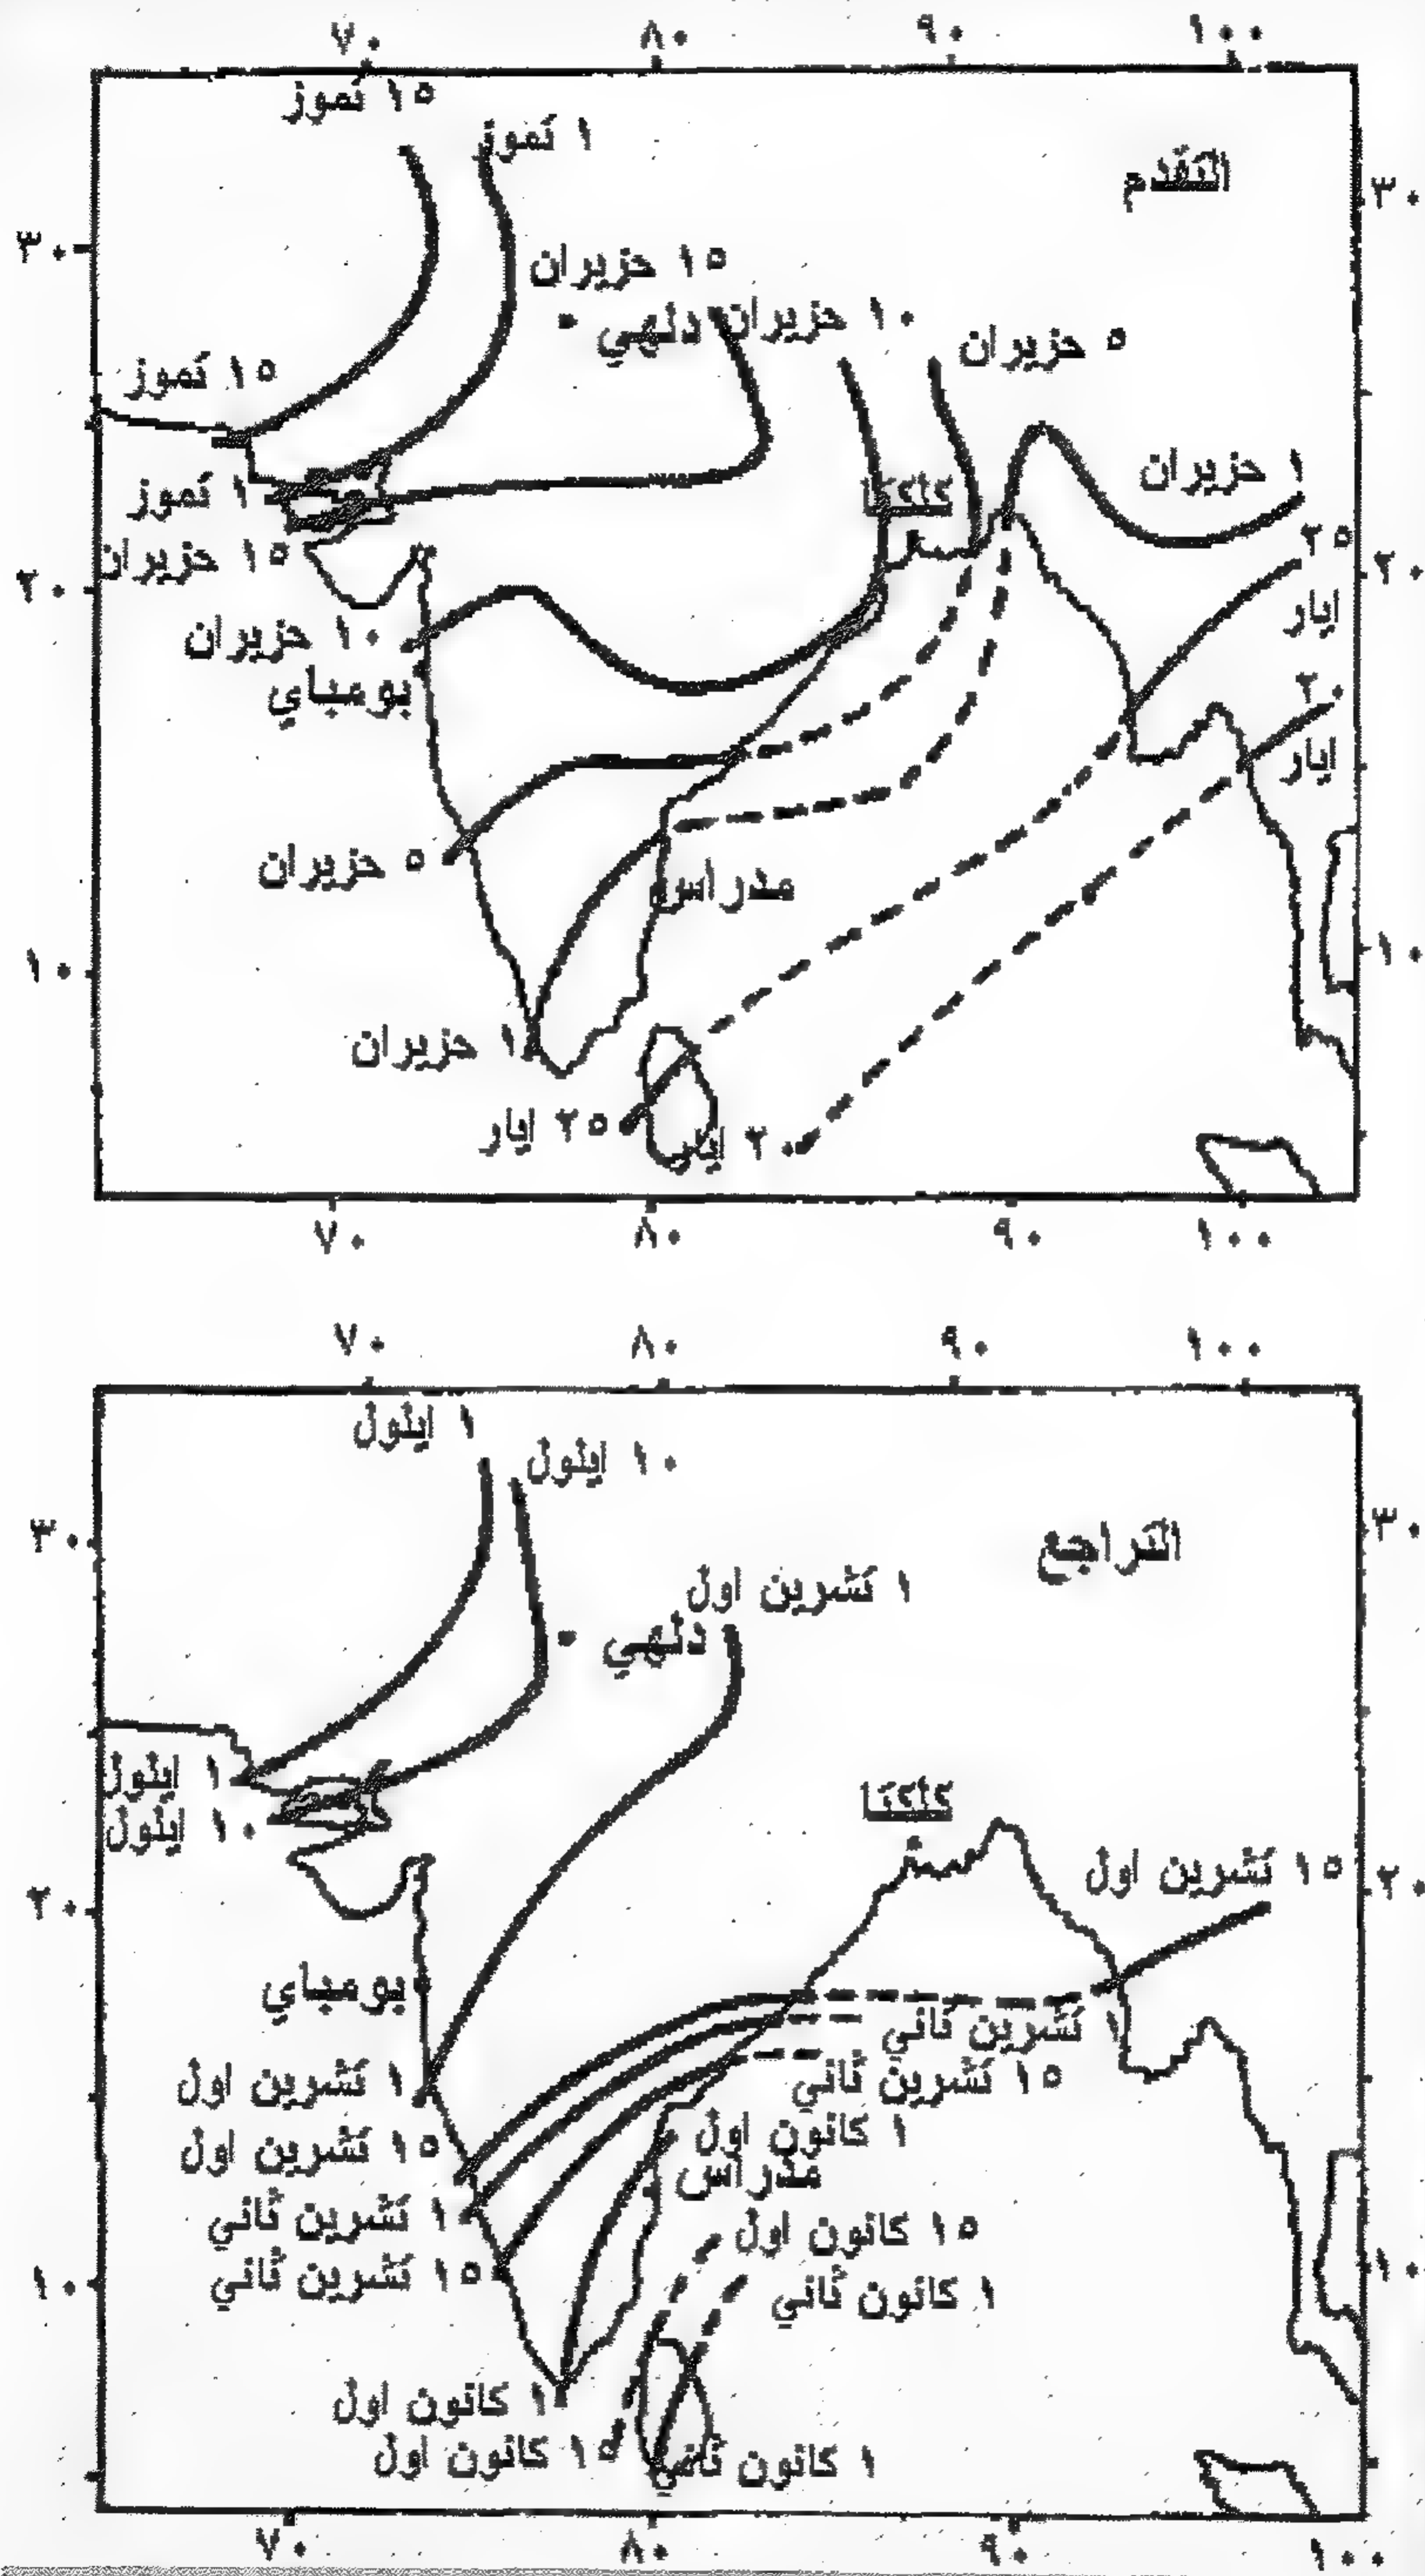 ٧٠ ٨٠ ٩٠ ١٠٠
١٥ تموز
١ تموز
التقدم
٣٠
٣٠
١٥ حزيران
١٠ حزيران
دلهي
٥ حزيران
١٥ تموز
١ حزيران
كلكتا
١ تموز
٢٥
ايار
١٥ حزيران
٢٠
٢٠
١٠ حزيران
بومباي
٢٠
ايار
٥ حزيران
مدراس
١٠
١٠
١ حزيران
٢٥ ايار
٢٠ ايار
٧٠ ٨٠ ٩٠ ١٠٠
٧٠ ٨٠ ٩٠ ١٠٠
١ ايلول
١٠ ايلول
٣٠
٣٠
التراجع
١ تشرين اول
دلهي
١ ايلول
١٠ ايلول
كلكتا
١٥ تشرين اول
٢٠
٢٠
بومباي
١ تشرين ثاني
١ تشرين اول
١٥ تشرين ثاني
١ كانون اول
١٥ تشرين اول
مدراس
١ تشرين ثاني
١٥ كانون اول
١٥ تشرين ثاني
١٠
١٠
١ كانون ثاني
١ كانون اول
١٥ كانون اول
١ كانون ثاني
٧٠ ٨٠ ٩٠ ١٠٠